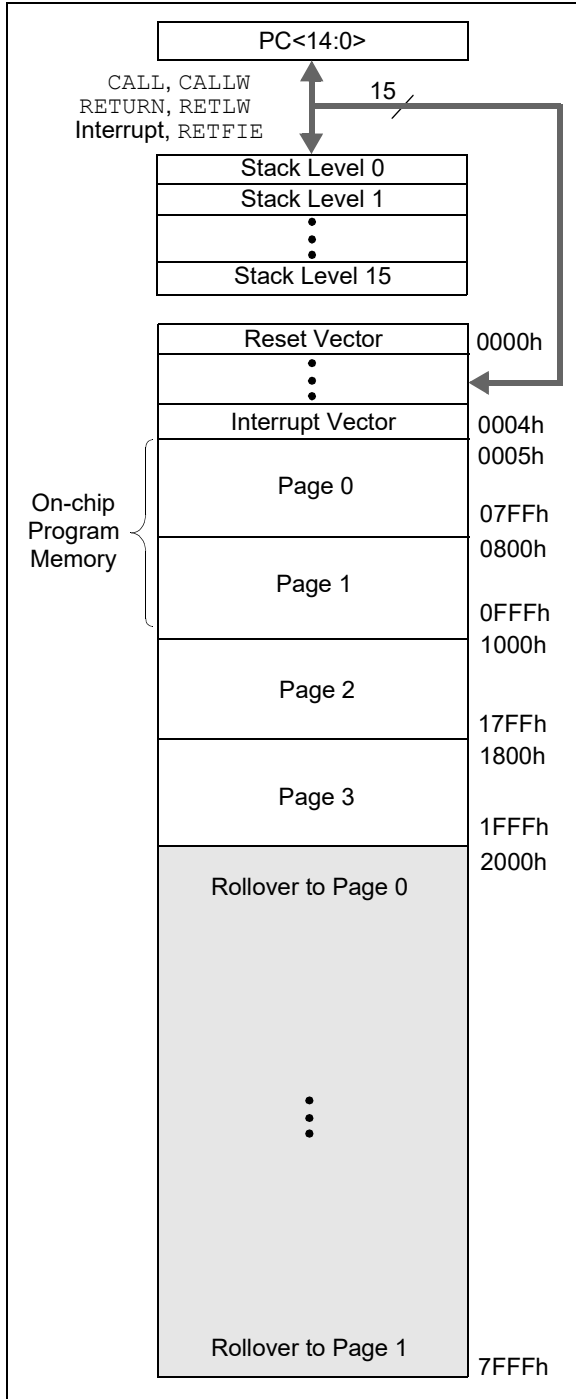 PC<14:0>
CALL, CALLW
RETURN, RETLW
Interrupt, RETFIE
15
Stack Level 0
Stack Level 1
Stack Level 15
Reset Vector
0000h
Interrupt Vector
0004h
On-chip
Program
Memory
0005h
Page 0
07FFh
0800h
Page 1
0FFFh
1000h
Page 2
17FFh
1800h
Page 3
1FFFh
2000h
Rollover to Page 0
Rollover to Page 1
7FFFh